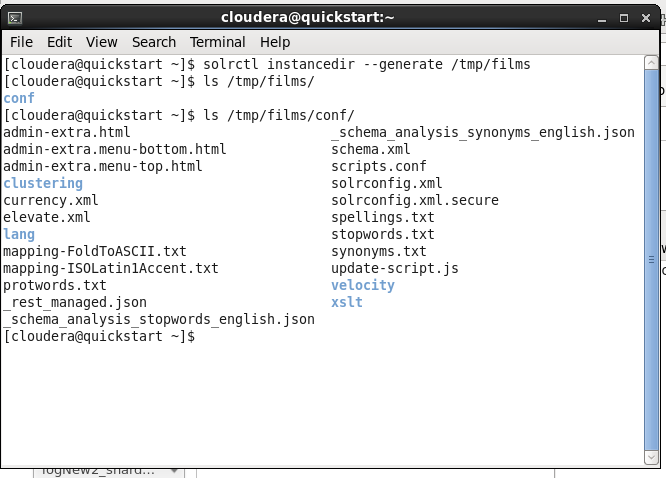 cloudera@quickstart:~
File Edit View Search Terminal Help
[cloudera@quickstart ~]$ solrctl instancedir --generate /tmp/films
[cloudera@quickstart ~]$ ls /tmp/films/
conf
[cloudera@quickstart ~]$ ls /tmp/films/conf/
admin-extra.html _schema_analysis_synonyms_english.json
admin-extra.menu-bottom.html schema.xml
admin-extra.menu-top.html scripts.conf
clustering solrconfig.xml
currency.xml solrconfig.xml.secure
elevate.xml spellings.txt
lang stopwords.txt
mapping-FoldToASCII.txt synonyms.txt
mapping-ISOLatin1Accent.txt update-script.js
protwords.txt velocity
_rest_managed.json xslt
_schema_analysis_stopwords_english.json
[cloudera@quickstart ~]$
logNew2_shard...